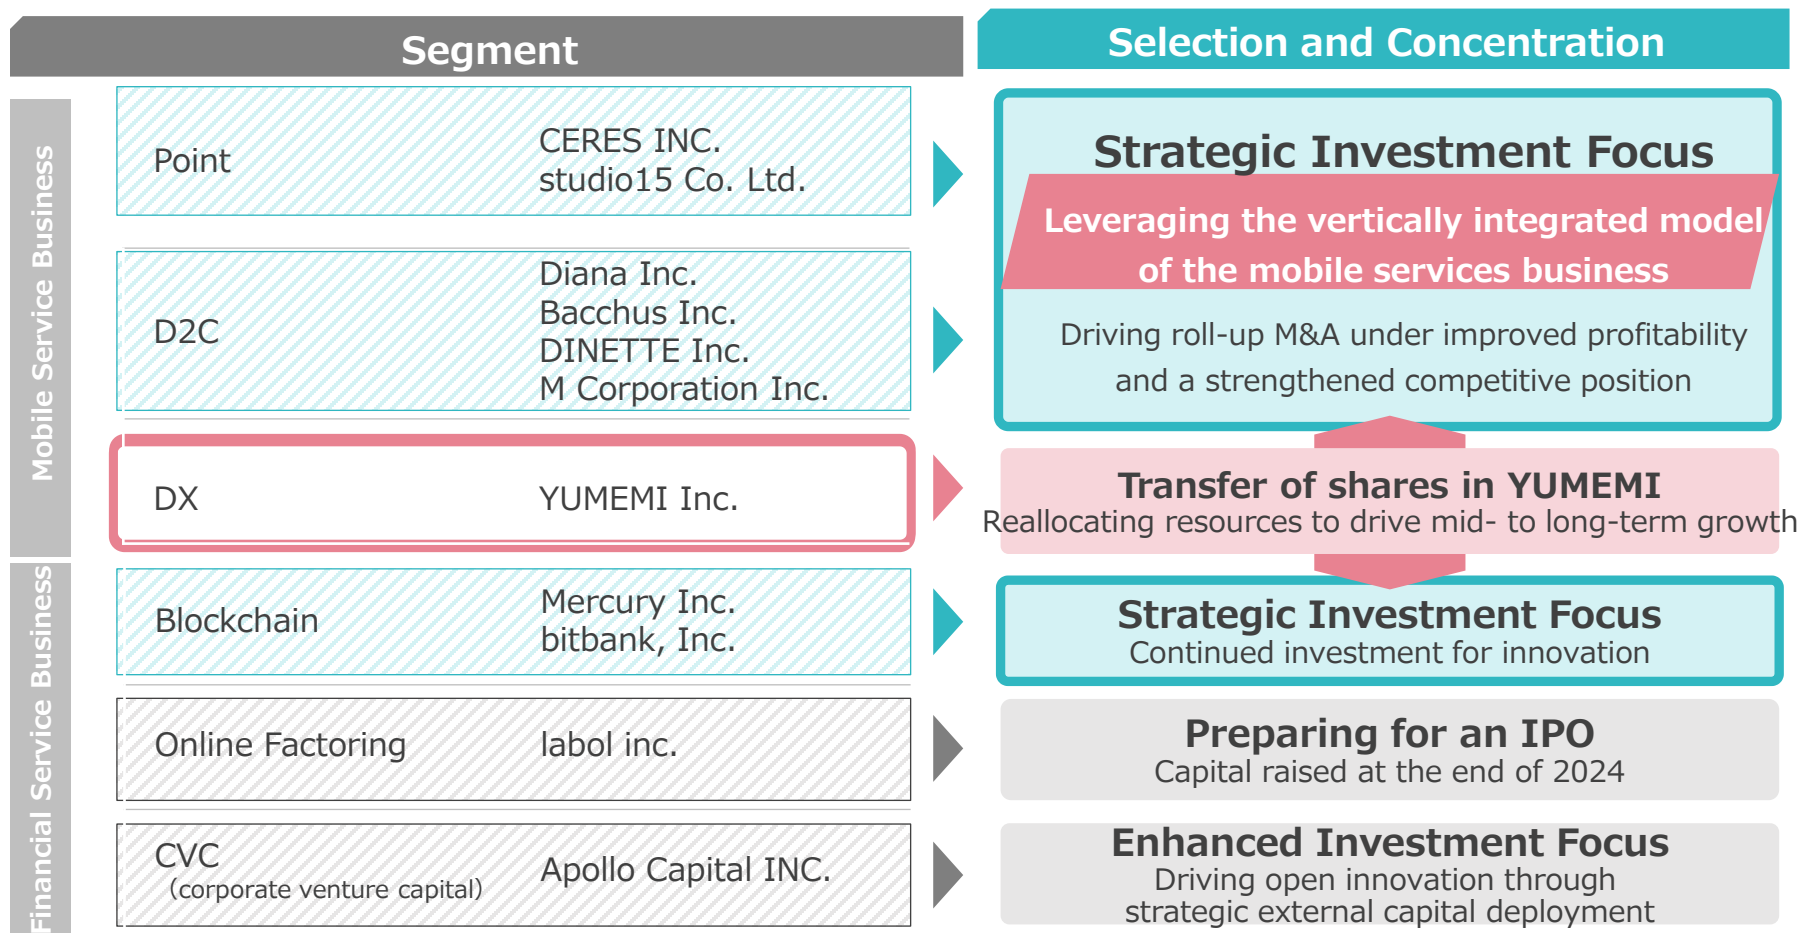 Segment
Selection and Concentration
Mobile Service Business
Point
CERES INC.
studio15 Co. Ltd.
D2C
Diana Inc.
Bacchus Inc.
DINETTE Inc.
M Corporation Inc.
Strategic Investment Focus
Leveraging the vertically integrated model
of the mobile services business
Driving roll-up M&A under improved profitability
and a strengthened competitive position
DX
YUMEMI Inc.
Transfer of shares in YUMEMI
Reallocating resources to drive mid- to long-term growth
Financial Service Business
Blockchain
Mercury Inc.
bitbank, Inc.
Strategic Investment Focus
Continued investment for innovation
Online Factoring
labol inc.
Preparing for an IPO
Capital raised at the end of 2024
CVC
（corporate venture capital）
Apollo Capital INC.
Enhanced Investment Focus
Driving open innovation through
strategic external capital deployment